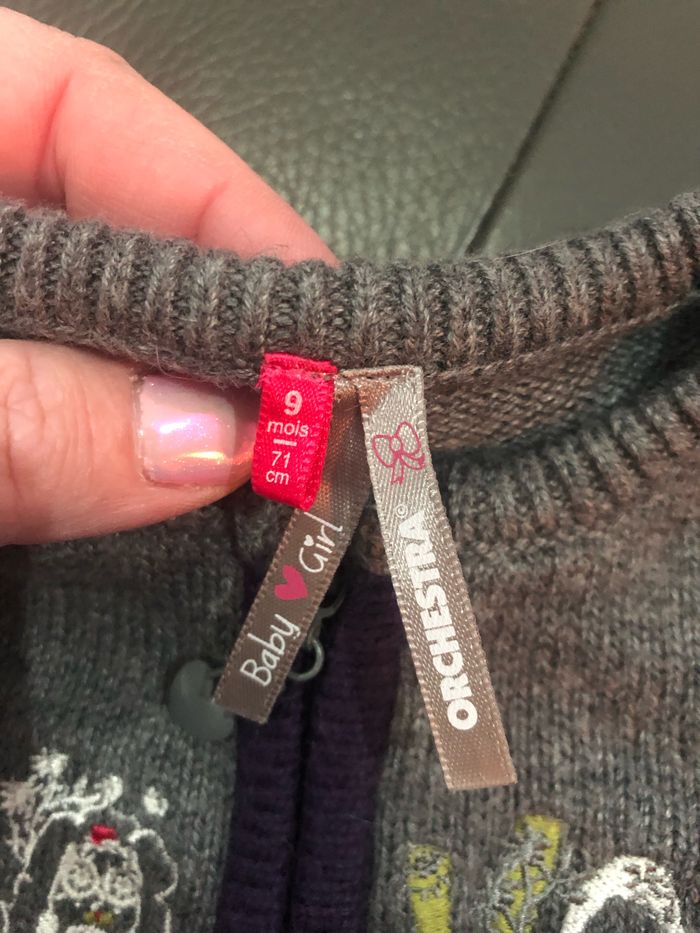 9
mois
71
cm
Baby Girl
ORCHESTRA®